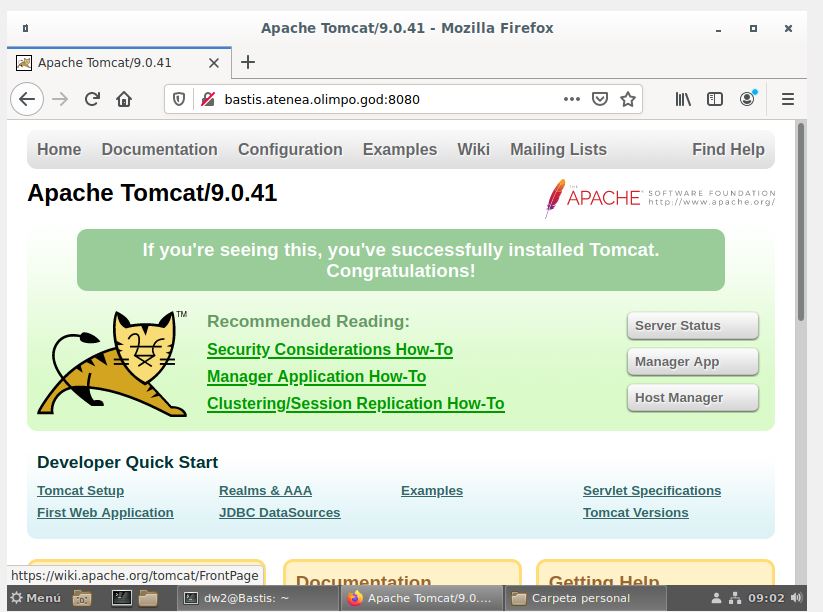 Apache Tomcat/9.0.41 - Mozilla Firefox
Apache Tomcat/9.0.41
bastis.atenea.olimpo.god:8080
Home Documentation Configuration Examples Wiki Mailing Lists Find Help
Apache Tomcat/9.0.41
THE APACHE SOFTWARE FOUNDATION
http://www.apache.org/
If you're seeing this, you've successfully installed Tomcat.
Congratulations!
TM
Recommended Reading:
Security Considerations How-To
Manager Application How-To
Clustering/Session Replication How-To
Server Status
Manager App
Host Manager
Developer Quick Start
Tomcat Setup Realms & AAA Examples Servlet Specifications
First Web Application JDBC DataSources Tomcat Versions
Documentation Getting Help
https://wiki.apache.org/tomcat/FrontPage
Menú dw2@Bastis: ~ Apache Tomcat/9.0.... Carpeta personal 09:02